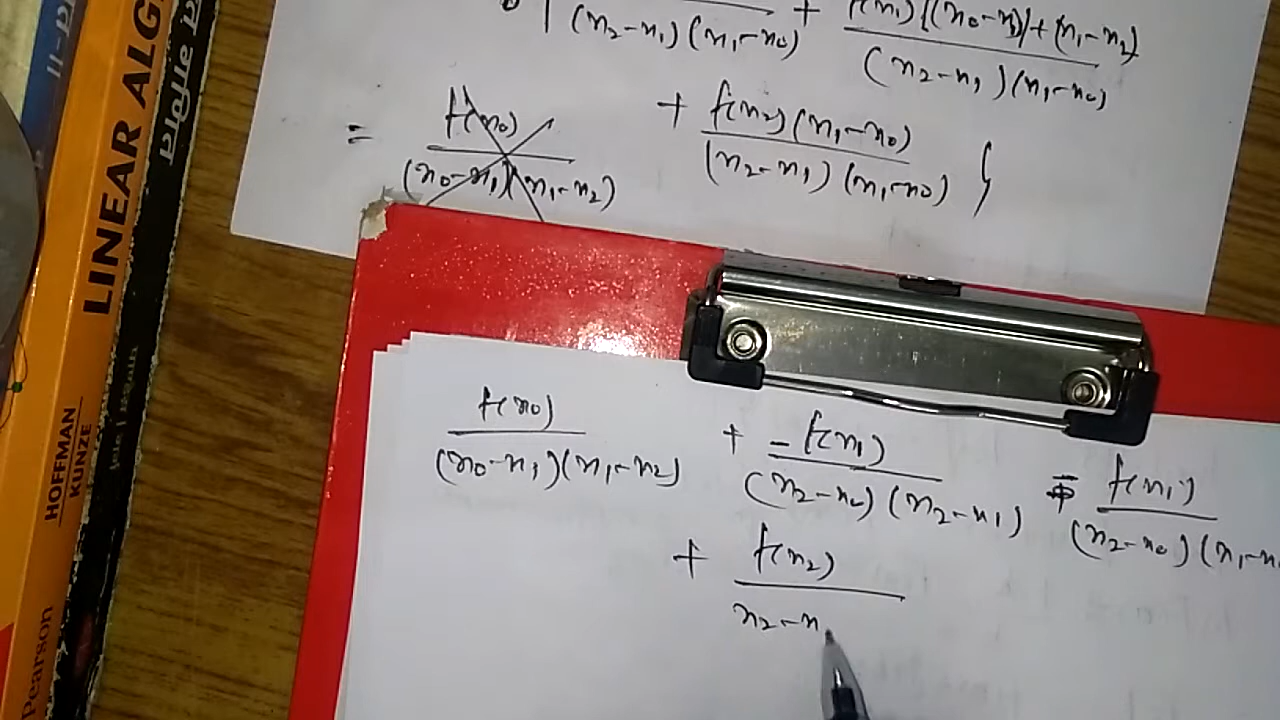 (x₂-x₁)(x₁-x₀) + f(x₁)[(x₀-x₁)+(x₁-x₂)
(x₂-x₁)(x₁-x₀)
= f(x₀) + f(x₂)(x₁-x₀)
(x₀-x₁)(x₁-x₂) (x₂-x₁)(x₁-x₀) }
f(x₀) + -f(x₁) - f(x₁)
(x₀-x₁)(x₁-x₂) (x₂-x₀)(x₂-x₁) (x₂-x₀)(x₁-x
+ f(x₂)
x₂-x
LINEAR ALG
HOFFMAN
KUNZE
Pearson